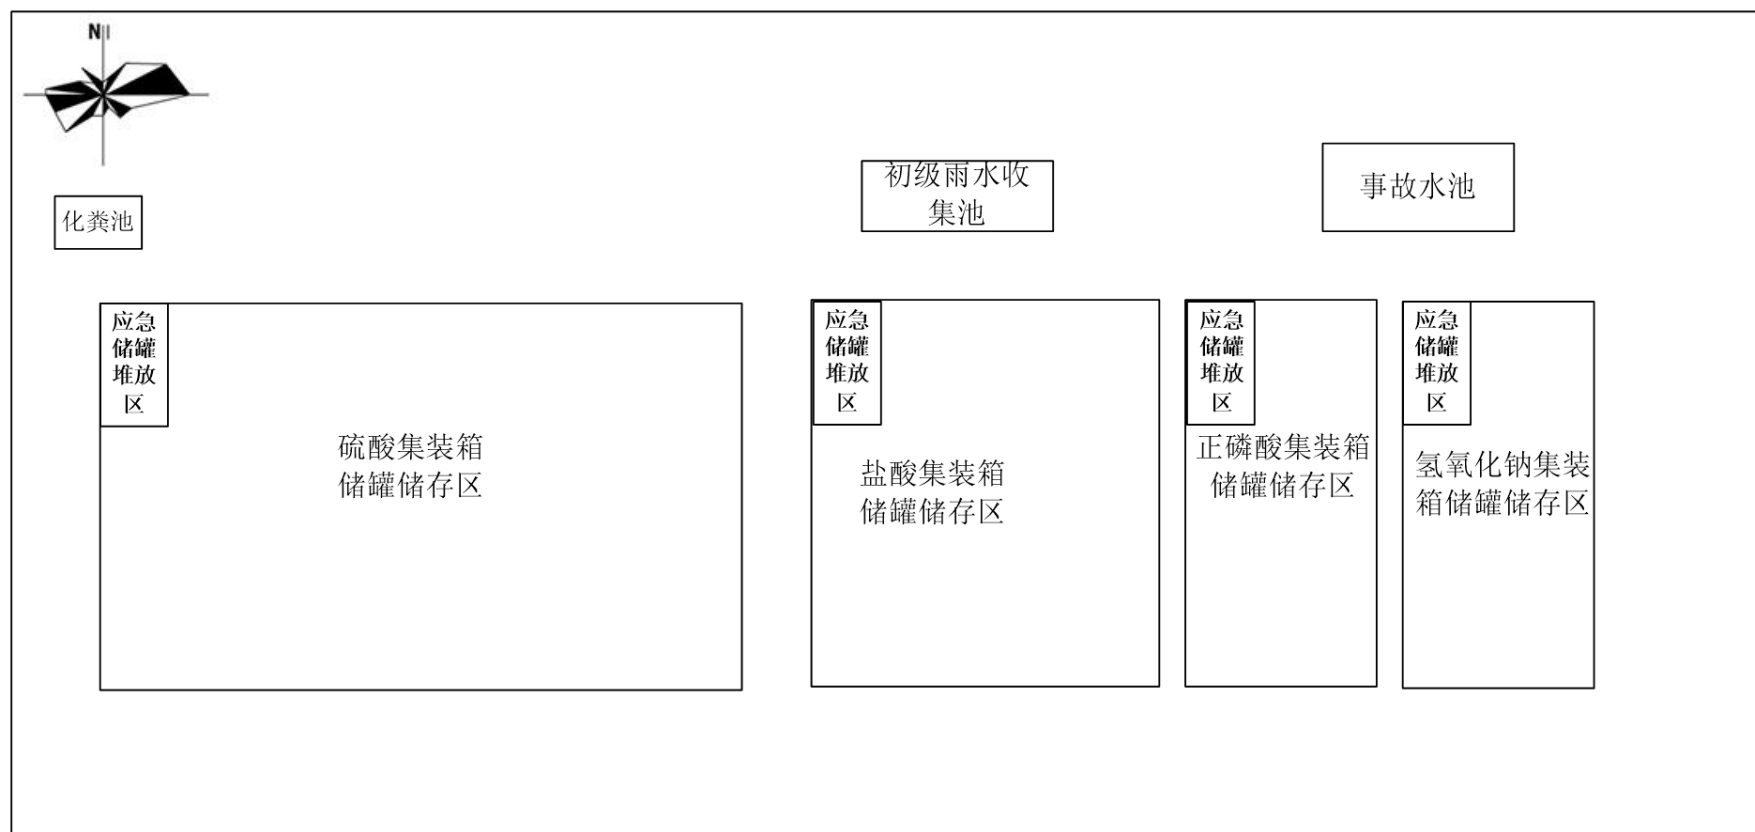 N
化粪池
初级雨水收
集池
事故水池
应急
储罐
堆放
区
硫酸集装箱
储罐储存区
应急
储罐
堆放
区
盐酸集装箱
储罐储存区
应急
储罐
堆放
区
正磷酸集装箱
储罐储存区
应急
储罐
堆放
区
氢氧化钠集装
箱储罐储存区